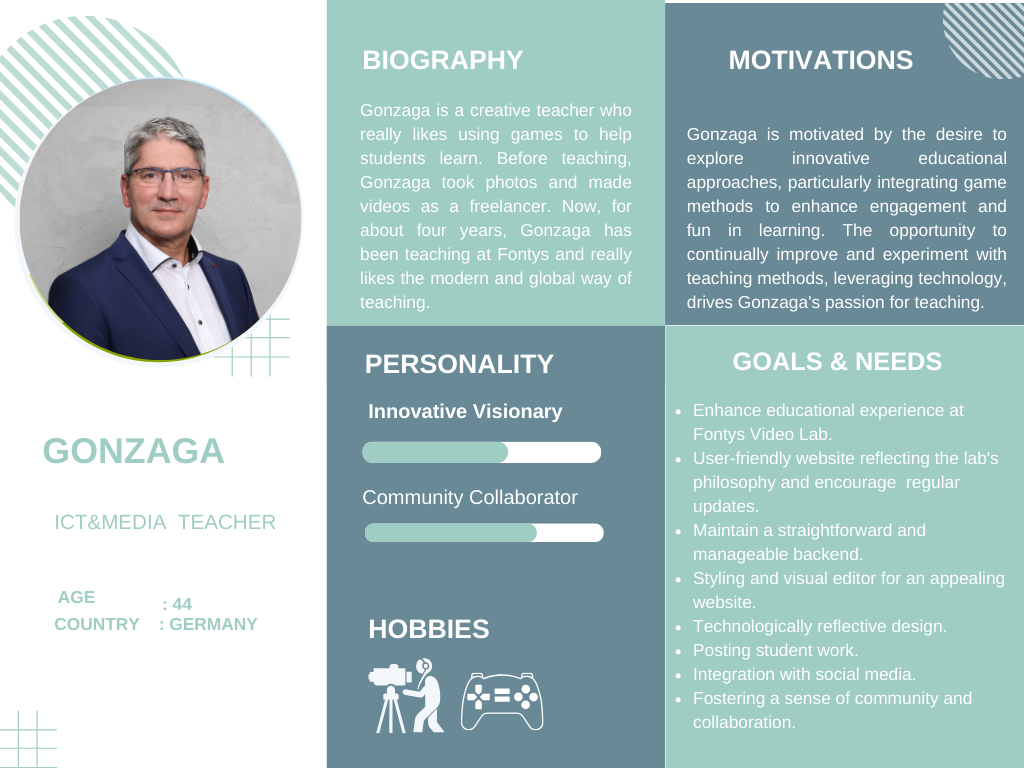 GONZAGA
ICT&MEDIA TEACHER
AGE : 44
COUNTRY : GERMANY
BIOGRAPHY
Gonzaga is a creative teacher who
really likes using games to help
students learn. Before teaching,
Gonzaga took photos and made
videos as a freelancer. Now, for
about four years, Gonzaga has
been teaching at Fontys and really
likes the modern and global way of
teaching.
MOTIVATIONS
Gonzaga is motivated by the desire to
explore innovative educational
approaches, particularly integrating game
methods to enhance engagement and
fun in learning. The opportunity to
continually improve and experiment with
teaching methods, leveraging technology,
drives Gonzaga's passion for teaching.
PERSONALITY
Innovative Visionary
Community Collaborator
HOBBIES
GOALS & NEEDS
• Enhance educational experience at
Fontys Video Lab.
• User-friendly website reflecting the lab's
philosophy and encourage regular
updates.
• Maintain a straightforward and
manageable backend.
• Styling and visual editor for an appealing
website.
• Technologically reflective design.
• Posting student work.
• Integration with social media.
• Fostering a sense of community and
collaboration.